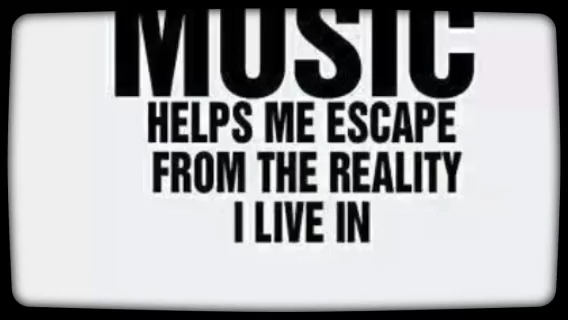 MUSIC
HELPS ME ESCAPE
FROM THE REALITY
I LIVE IN